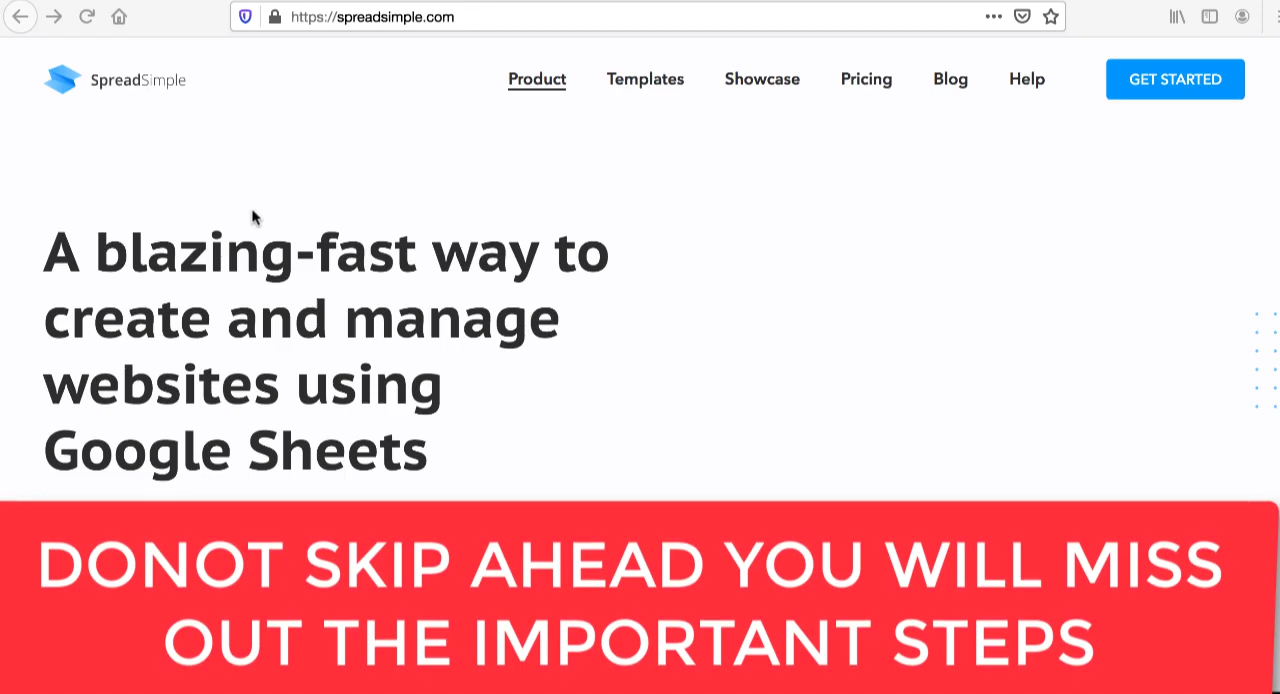 https://spreadsimple.com
SpreadSimple
Product Templates Showcase Pricing Blog Help GET STARTED
A blazing-fast way to
create and manage
websites using
Google Sheets
DONOT SKIP AHEAD YOU WILL MISS
OUT THE IMPORTANT STEPS